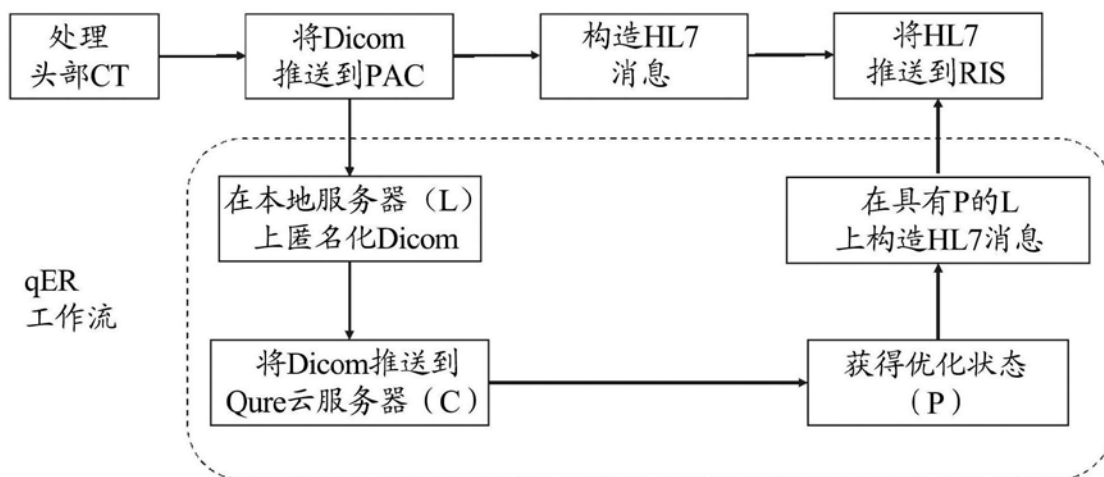 处理
头部CT
将Dicom
推送到PAC
构造HL7
消息
将HL7
推送到RIS
在本地服务器（L）
上匿名化Dicom
在具有P的L
上构造HL7消息
qER
工作流
将Dicom推送到
Qure云服务器（C）
获得优化状态
（P）